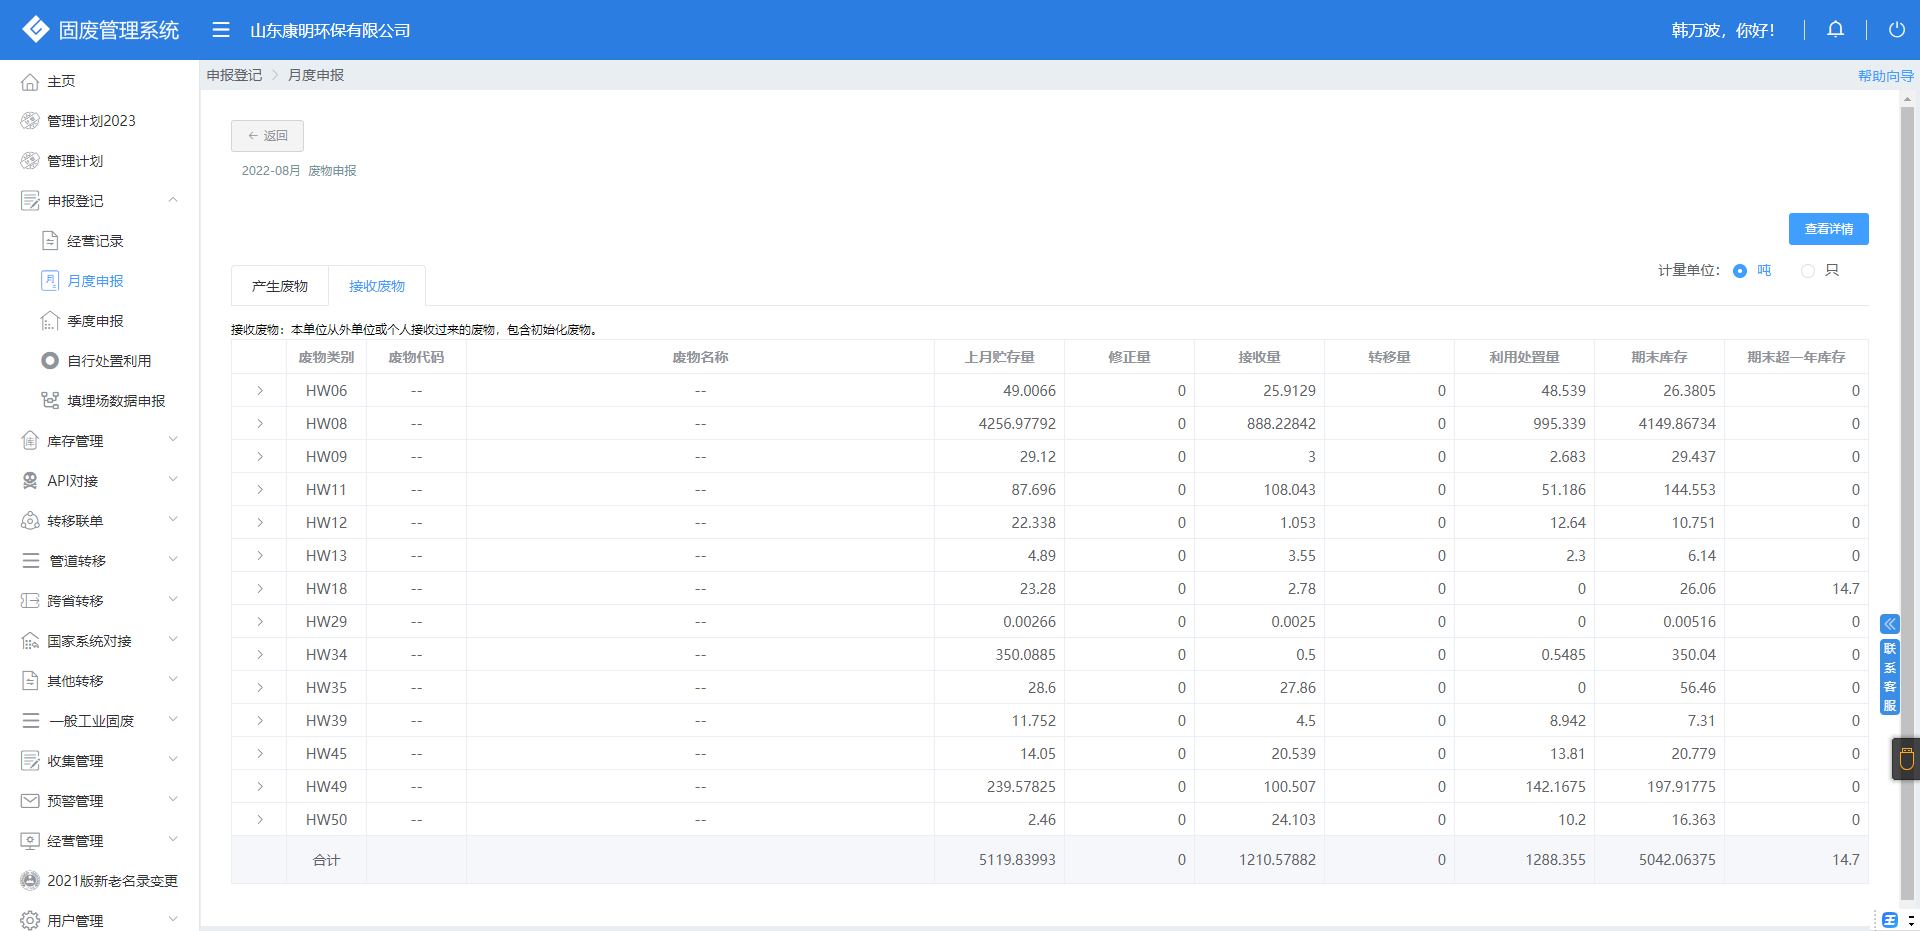 固废管理系统 山东康明环保有限公司 韩万波，你好！
申报登记 月度申报 帮助向导
主页
管理计划2023
管理计划
申报登记
经营记录
月度申报
季度申报
自行处置利用
填埋场数据申报
库存管理
API对接
转移联单
管道转移
跨省转移
国家系统对接
其他转移
一般工业固废
收集管理
预警管理
经营管理
2021版新老名录变更
用户管理
返回
2022-08月 废物申报
查看详情
计量单位： 吨 只
产生废物 接收废物
接收废物：本单位从外单位或个人接收过来的废物，包含初始化废物。
废物类别 废物代码 废物名称 上月贮存量 修正量 接收量 转移量 利用处置量 期末库存 期末超一年库存
HW06 -- -- 49.0066 0 25.9129 0 48.539 26.3805 0
HW08 -- -- 4256.97792 0 888.22842 0 995.339 4149.86734 0
HW09 -- -- 29.12 0 3 0 2.683 29.437 0
HW11 -- -- 87.696 0 108.043 0 51.186 144.553 0
HW12 -- -- 22.338 0 1.053 0 12.64 10.751 0
HW13 -- -- 4.89 0 3.55 0 2.3 6.14 0
HW18 -- -- 23.28 0 2.78 0 0 26.06 14.7
HW29 -- -- 0.00266 0 0.0025 0 0 0.00516 0
HW34 -- -- 350.0885 0 0.5 0 0.5485 350.04 0
HW35 -- -- 28.6 0 27.86 0 0 56.46 0
HW39 -- -- 11.752 0 4.5 0 8.942 7.31 0
HW45 -- -- 14.05 0 20.539 0 13.81 20.779 0
HW49 -- -- 239.57825 0 100.507 0 142.1675 197.91775 0
HW50 -- -- 2.46 0 24.103 0 10.2 16.363 0
合计 5119.83993 0 1210.57882 0 1288.355 5042.06375 14.7
联系客服